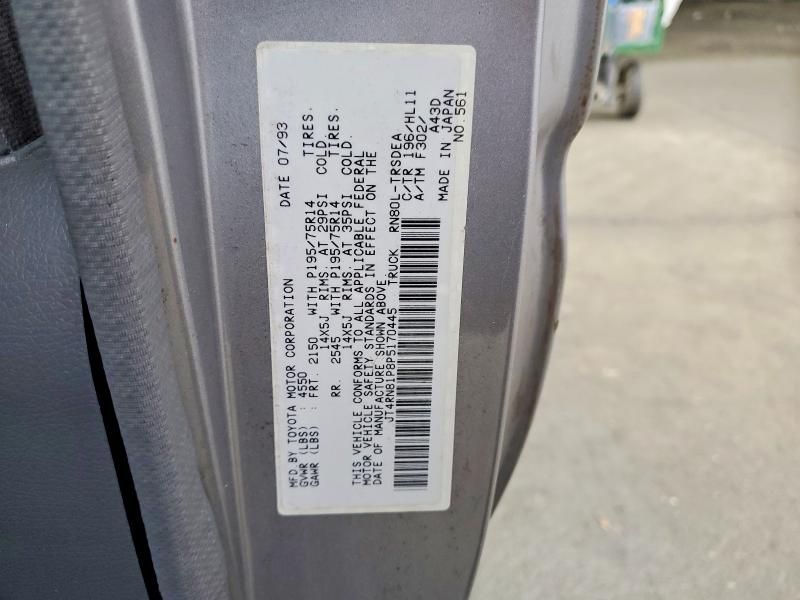 MFD BY TOYOTA MOTOR CORPORATION DATE 07/93
GVWR (LBS) : 4550
GAWR (LBS) : FRT. 2150 WITH P195/75R14 TIRES.
14X5J RIMS. AT 29PSI COLD.
RR. 2545 WITH P195/75R14 TIRES.
14X5J RIMS. AT 35PSI COLD.
THIS VEHICLE CONFORMS TO ALL APPLICABLE FEDERAL
MOTOR VEHICLE SAFETY STANDARDS IN EFFECT ON THE
DATE OF MANUFACTURE SHOWN ABOVE.
JT4RN81P8P5170445 TRUCK RN80L-TRSDEA
C/TR 196/HL11
A/TM F302/ A43D
MADE IN JAPAN
NO.561